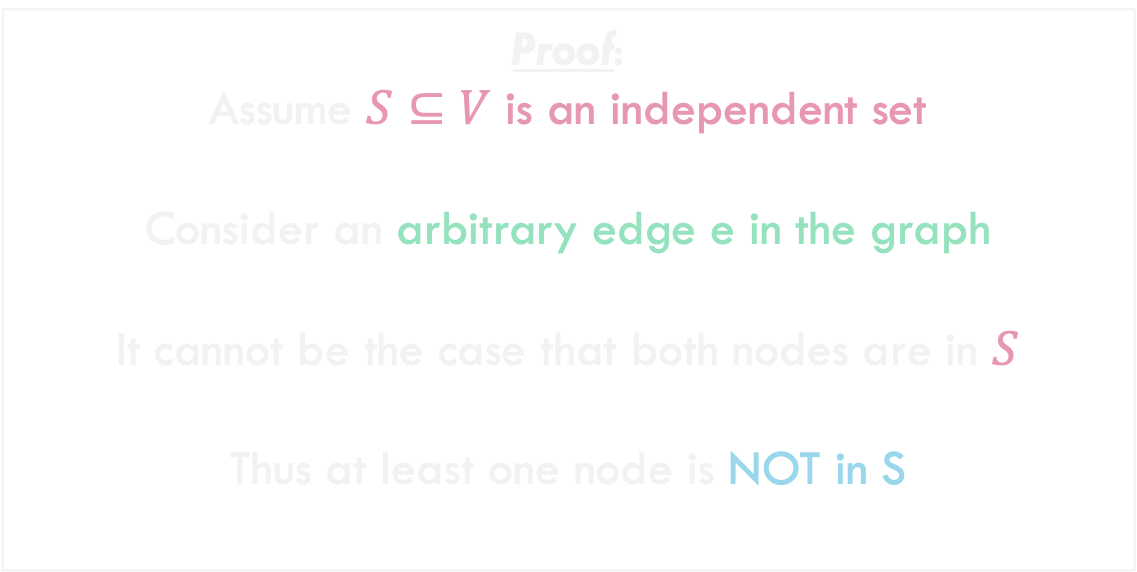 Proof:
Assume S ⊆ V is an independent set
Consider an arbitrary edge e in the graph
It cannot be the case that both nodes are in S
Thus at least one node is NOT in S